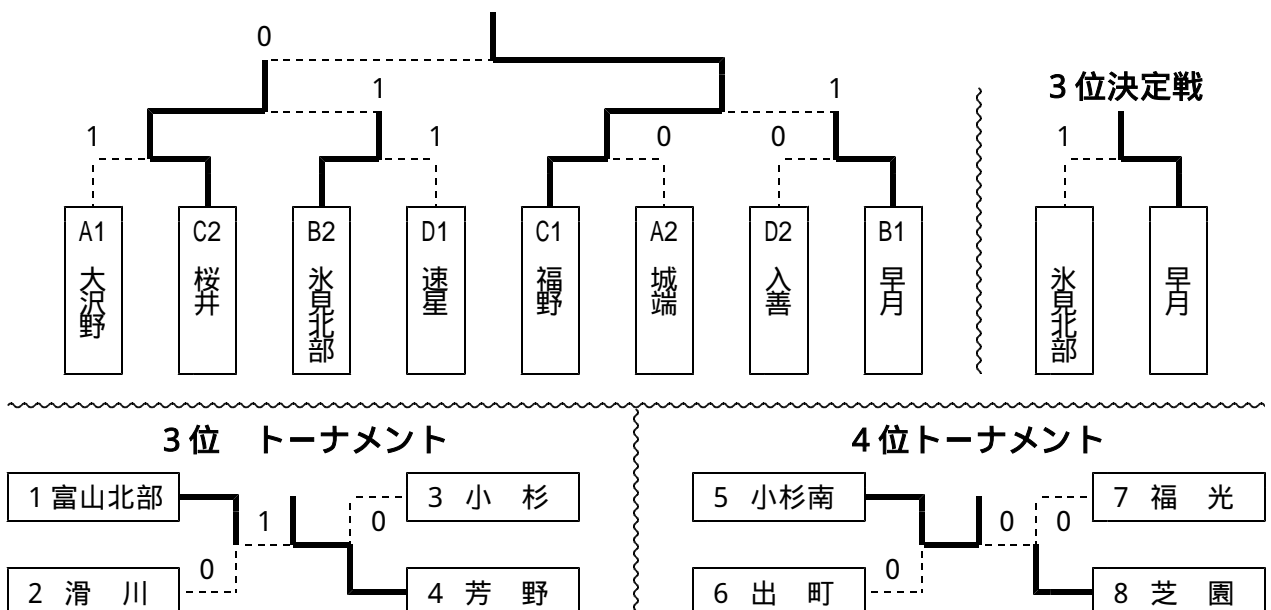 0
1 1 3位決定戦
1 1 0 0 1
A1 C2 B2 D1 C1 A2 D2 B1
大沢野 桜井 氷見北部 速星 福野 城端 入善 早月 氷見北部 早月
3位 トーナメント 4位トーナメント
1 富山北部 3 小 杉 5 小杉南 7 福 光
1 0 0 0
0 0
2 滑 川 4 芳 野 6 出 町 8 芝 園